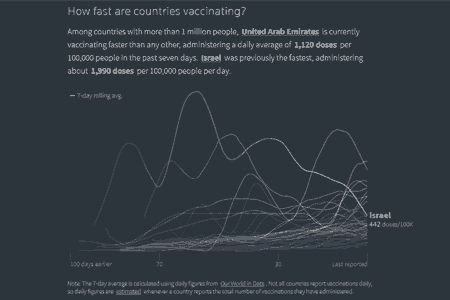 How fast are countries vaccinating?
Among countries with more than 1 million people, United Arab Emirates is currently
vaccinating faster than any other, administering a daily average of 1,120 doses per
100,000 people in the past seven days. Israel was previously the fastest, administering
about 1,990 doses per 100,000 people per day.
7-day rolling avg.
Israel
442 doses/100K
100 days earlier
70
30
Last reported
Note: The 7-day average is calculated using daily figures from Our World in Data. Not all countries report vaccinations daily,
so daily figures are estimated whenever a country reports the total number of vaccinations they have administered.